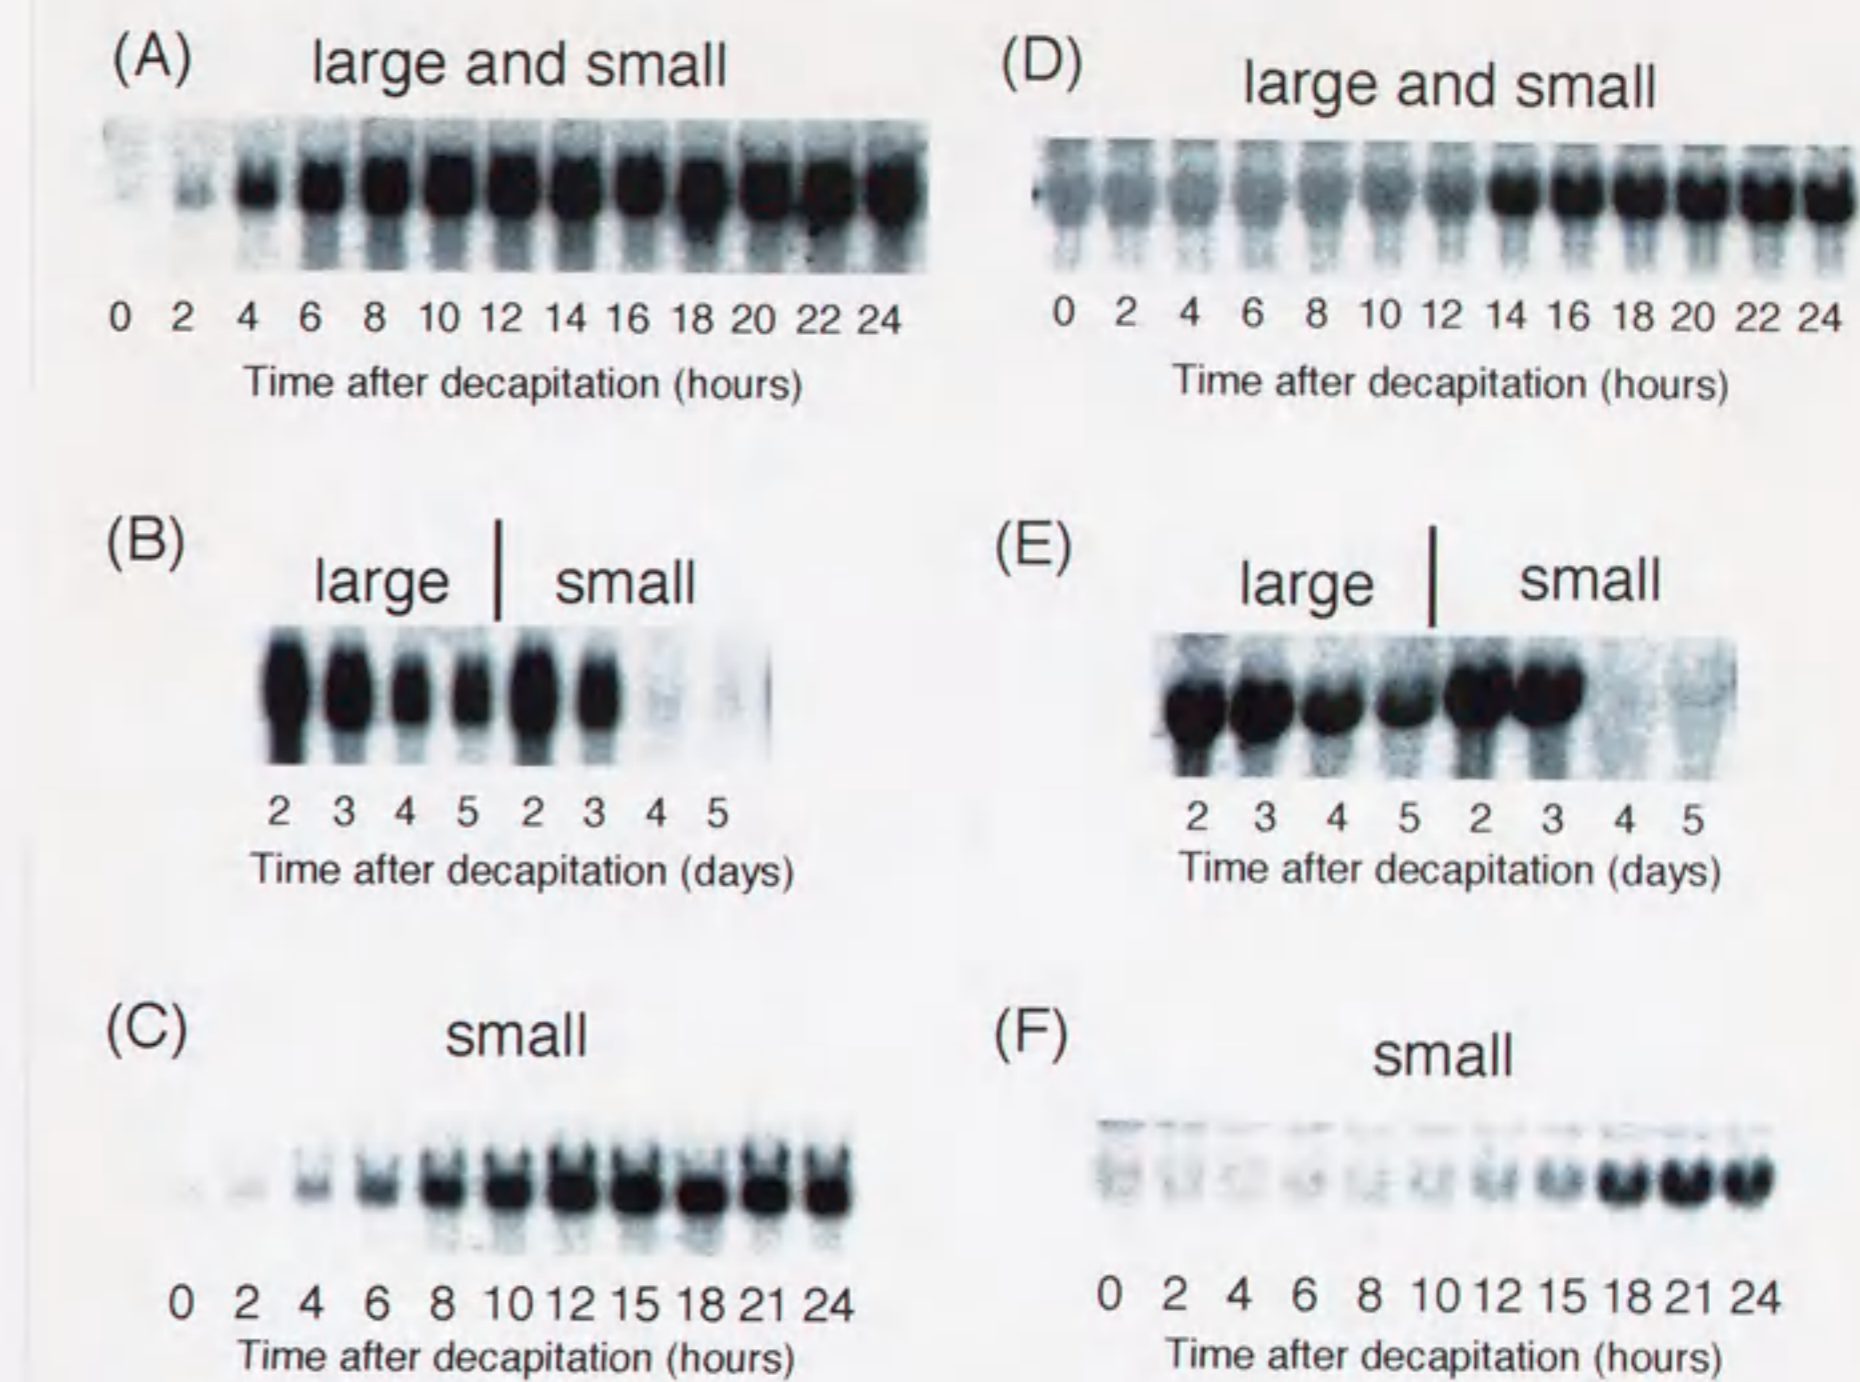 (A) large and small
0 2 4 6 8 10 12 14 16 18 20 22 24
Time after decapitation (hours)
(B) large | small
2 3 4 5 2 3 4 5
Time after decapitation (days)
(C) small
0 2 4 6 8 10 12 15 18 21 24
Time after decapitation (hours)
(D) large and small
0 2 4 6 8 10 12 14 16 18 20 22 24
Time after decapitation (hours)
(E) large | small
2 3 4 5 2 3 4 5
Time after decapitation (days)
(F) small
0 2 4 6 8 10 12 15 18 21 24
Time after decapitation (hours)